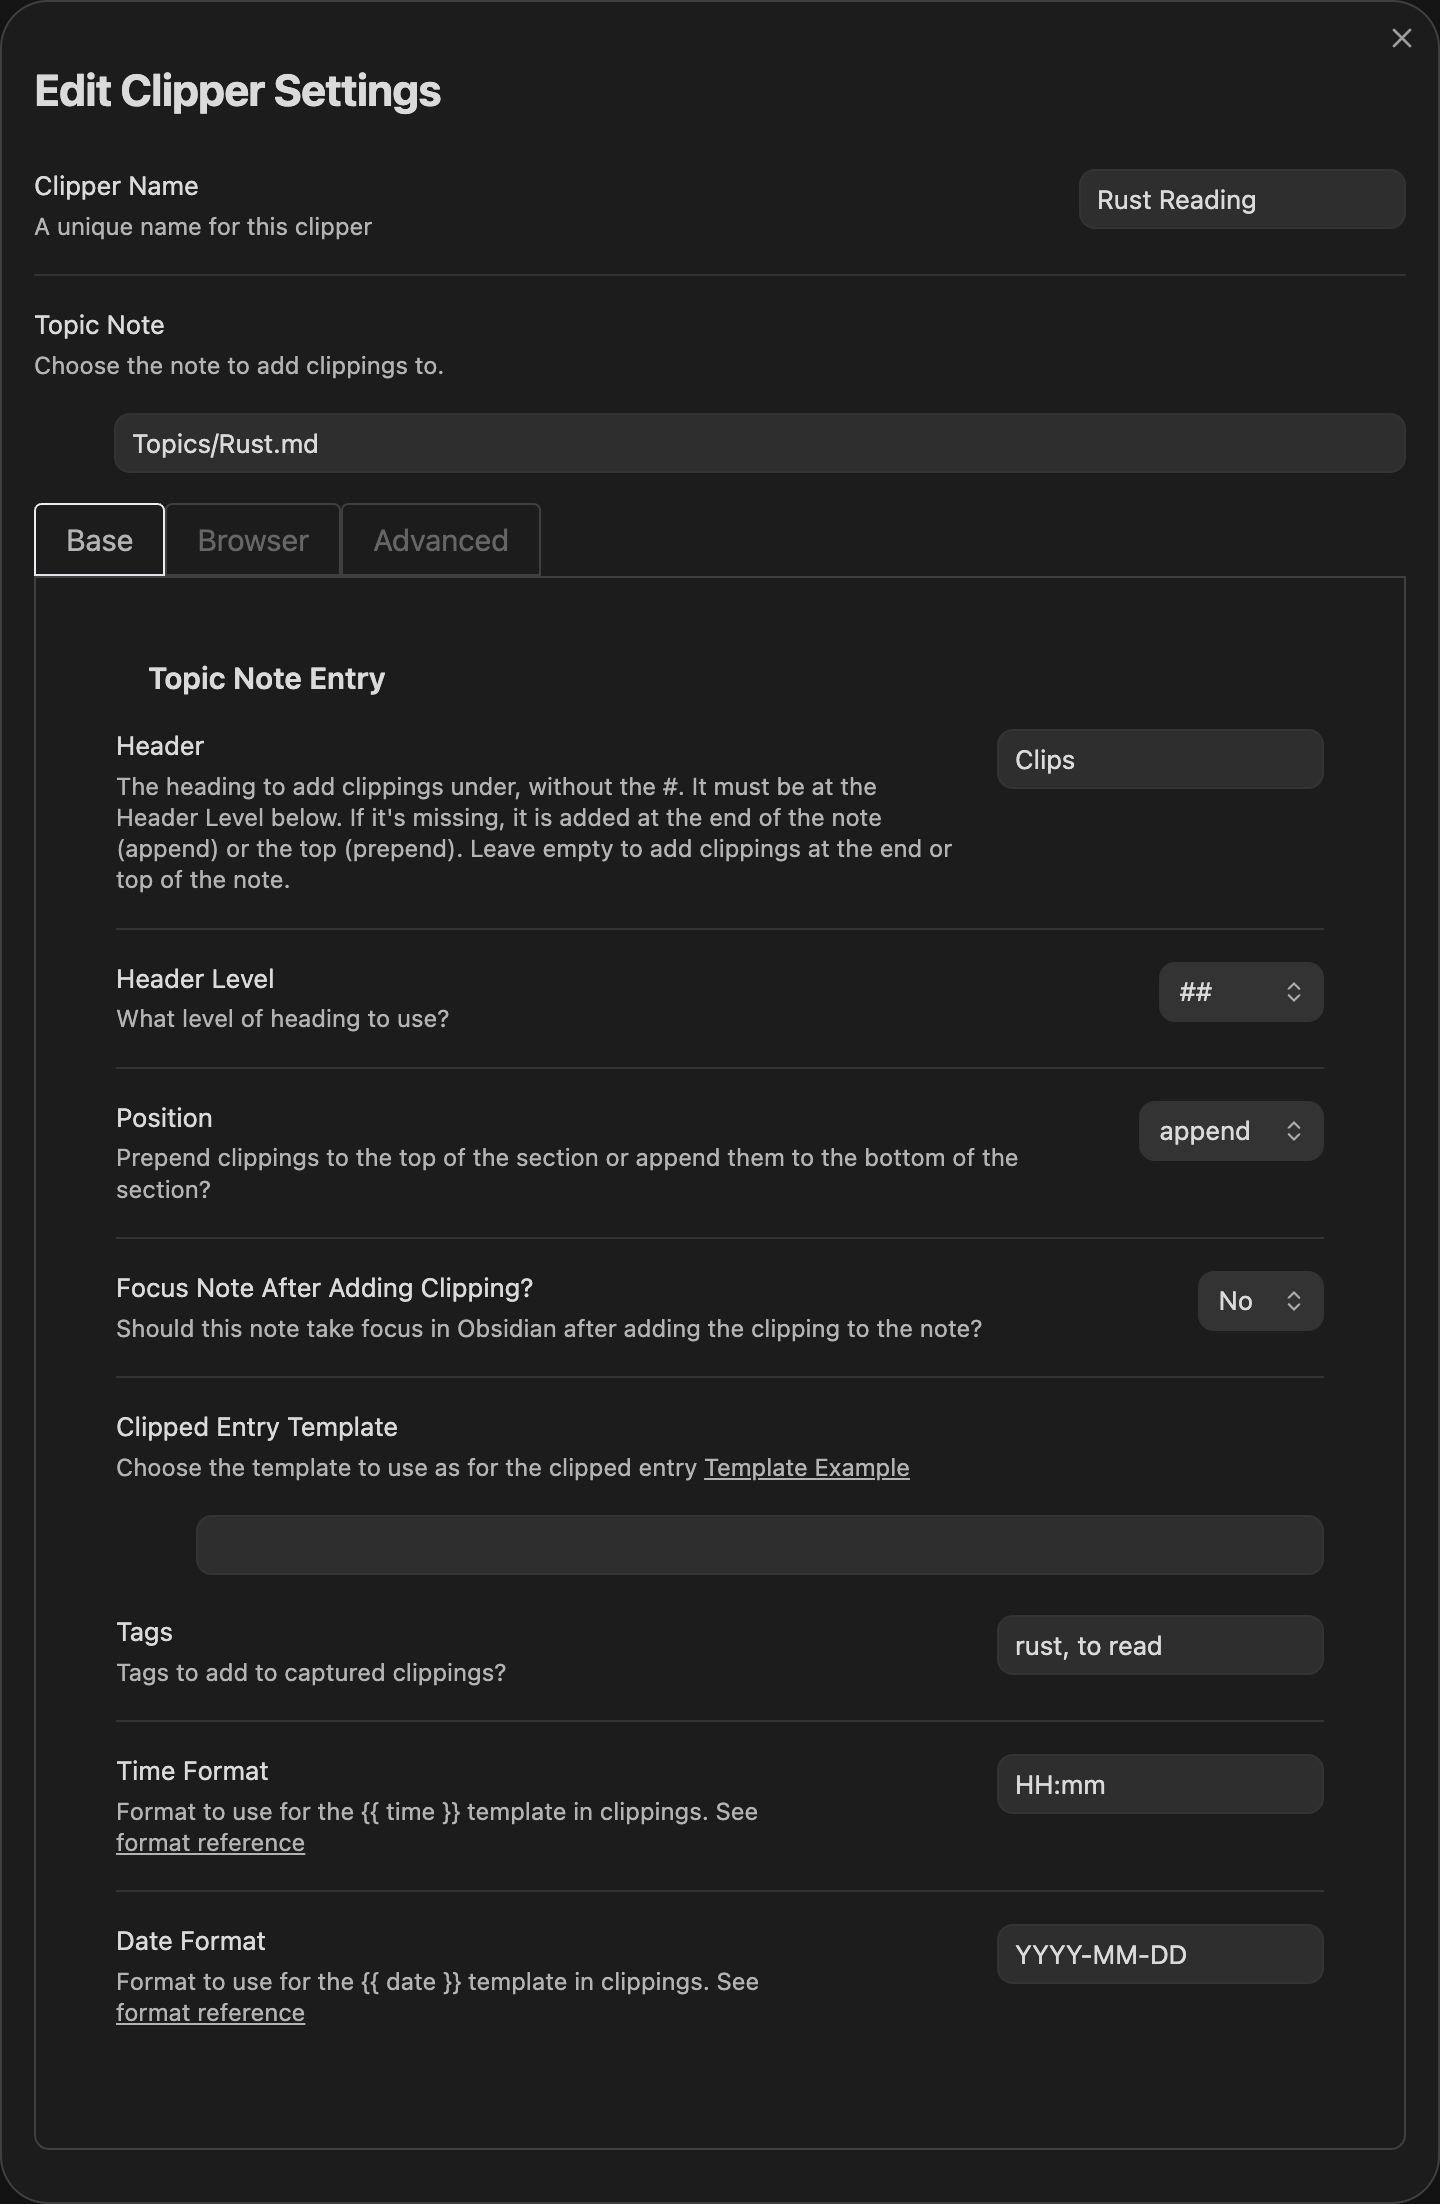 Edit Clipper Settings
Clipper Name
A unique name for this clipper
Rust Reading
Topic Note
Choose the note to add clippings to.
Topics/Rust.md
Base
Browser
Advanced
Topic Note Entry
Header
The heading to add clippings under, without the #. It must be at the
Header Level below. If it's missing, it is added at the end of the note
(append) or the top (prepend). Leave empty to add clippings at the end or
top of the note.
Clips
Header Level
What level of heading to use?
##
Position
Prepend clippings to the top of the section or append them to the bottom of the
section?
append
Focus Note After Adding Clipping?
Should this note take focus in Obsidian after adding the clipping to the note?
No
Clipped Entry Template
Choose the template to use as for the clipped entry Template Example
Tags
Tags to add to captured clippings?
rust, to read
Time Format
Format to use for the {{ time }} template in clippings. See
format reference
HH:mm
Date Format
Format to use for the {{ date }} template in clippings. See
format reference
YYYY-MM-DD